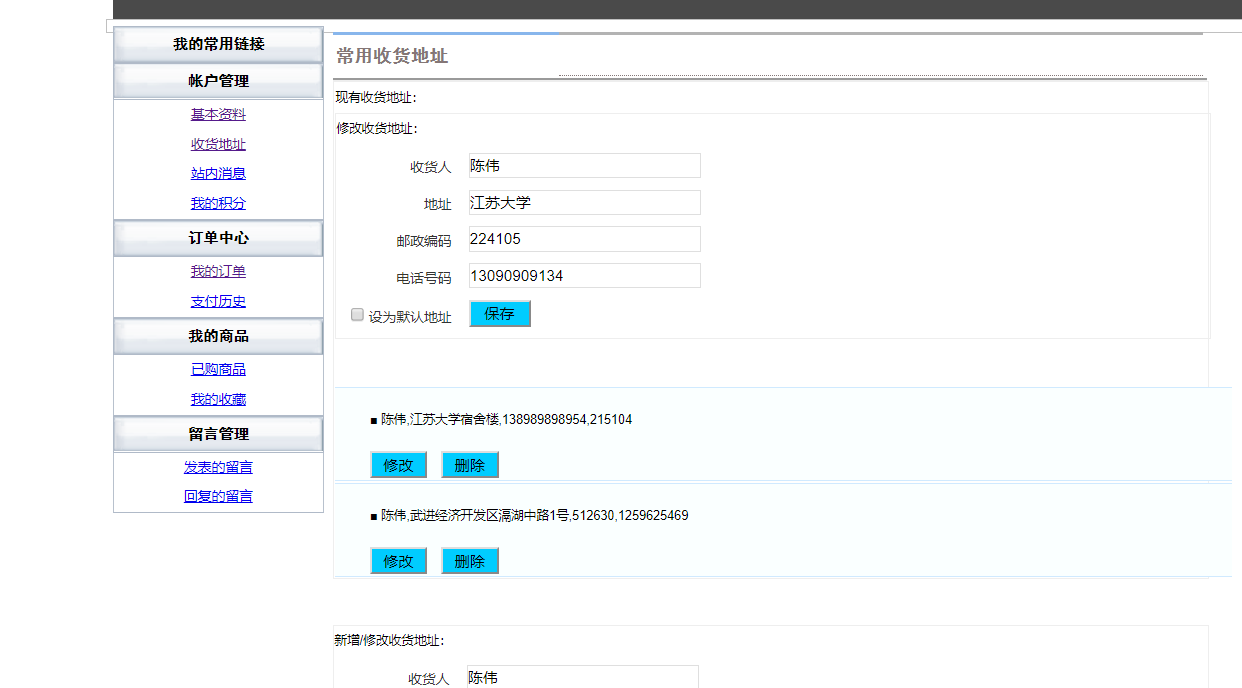 我的常用链接
帐户管理
基本资料
收货地址
站内消息
我的积分
订单中心
我的订单
支付历史
我的商品
已购商品
我的收藏
留言管理
发表的留言
回复的留言
常用收货地址
现有收货地址：
修改收货地址：
收货人 陈伟
地址 江苏大学
邮政编码 224105
电话号码 13090909134
设为默认地址 保存
■ 陈伟,江苏大学宿舍楼,138989898954,215104
修改 删除
■ 陈伟,武进经济开发区滆湖中路1号,512630,1259625469
修改 删除
新增/修改收货地址：
收货人 陈伟